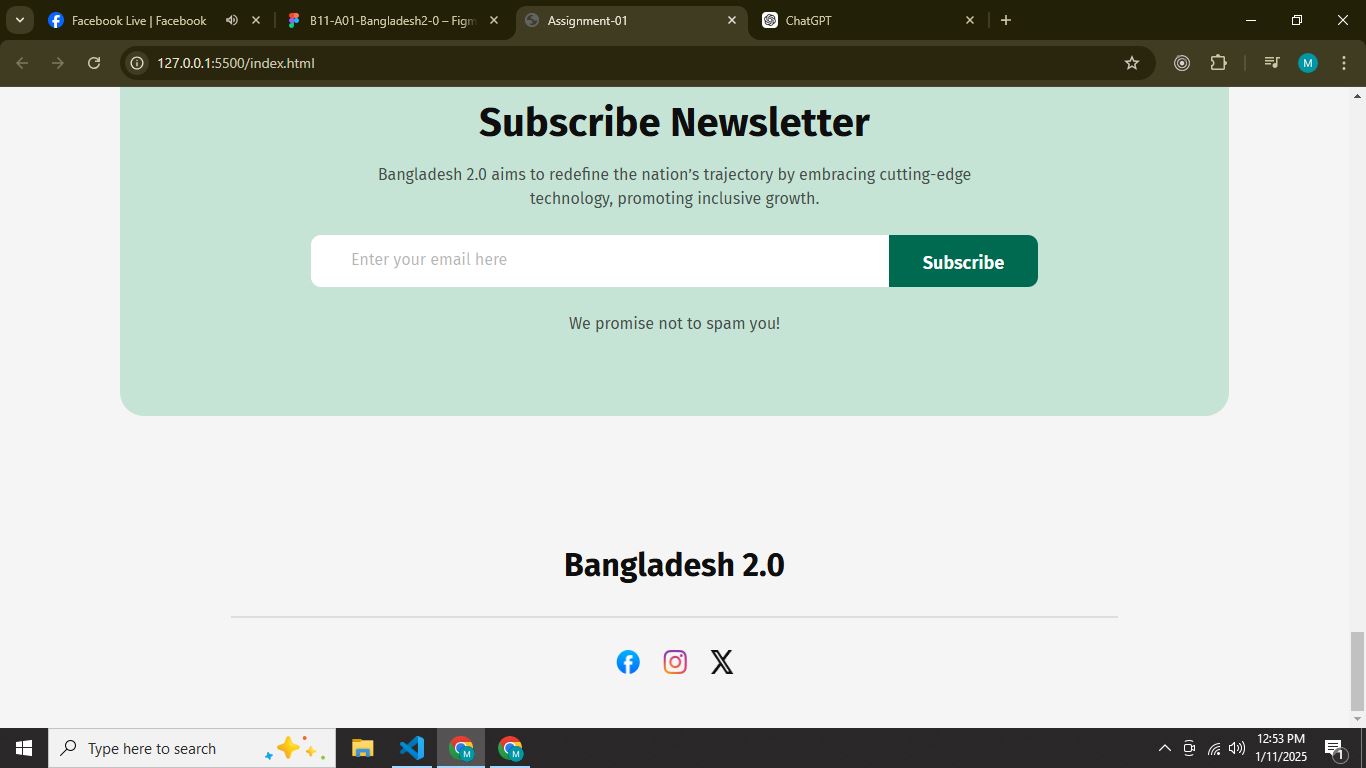 Facebook Live | Facebook
B11-A01-Bangladesh2-0 – Figm
Assignment-01
ChatGPT
127.0.0.1:5500/index.html
M
Subscribe Newsletter
Bangladesh 2.0 aims to redefine the nation’s trajectory by embracing cutting-edge
technology, promoting inclusive growth.
Enter your email here
Subscribe
We promise not to spam you!
Bangladesh 2.0
Type here to search
M
M
12:53 PM
1/11/2025
1